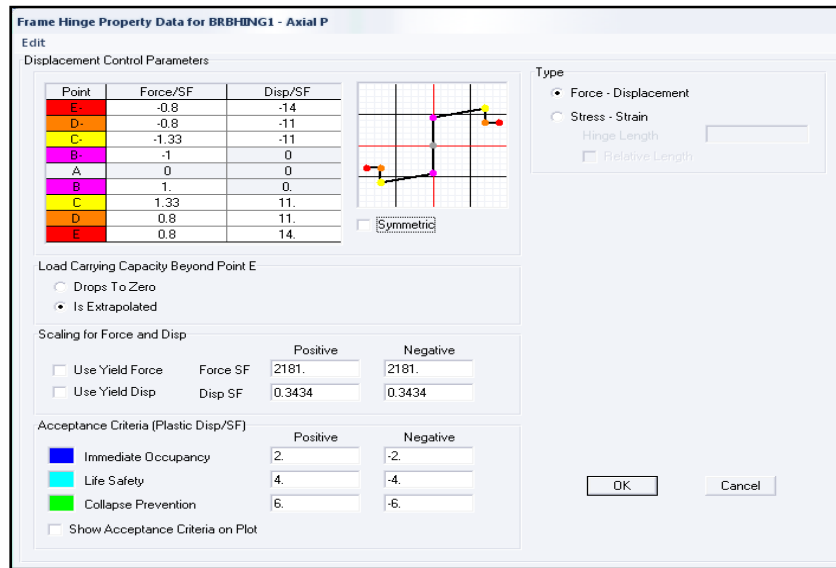 Frame Hinge Property Data for BRBHING1 - Axial P
Edit
Displacement Control Parameters
Point Force/SF Disp/SF
E- -0.8 -14
D- -0.8 -11
C- -1.33 -11
B- -1 0
A 0 0
B 1. 0.
C 1.33 11.
D 0.8 11.
E 0.8 14.
Symmetric
Type
Force - Displacement
Stress - Strain
Hinge Length
Relative Length
Load Carrying Capacity Beyond Point E
Drops To Zero
Is Extrapolated
Scaling for Force and Disp
Positive Negative
Use Yield Force Force SF 2181. 2181.
Use Yield Disp Disp SF 0.3434 0.3434
Acceptance Criteria (Plastic Disp/SF)
Positive Negative
Immediate Occupancy 2. -2.
Life Safety 4. -4.
Collapse Prevention 6. -6.
Show Acceptance Criteria on Plot
OK Cancel